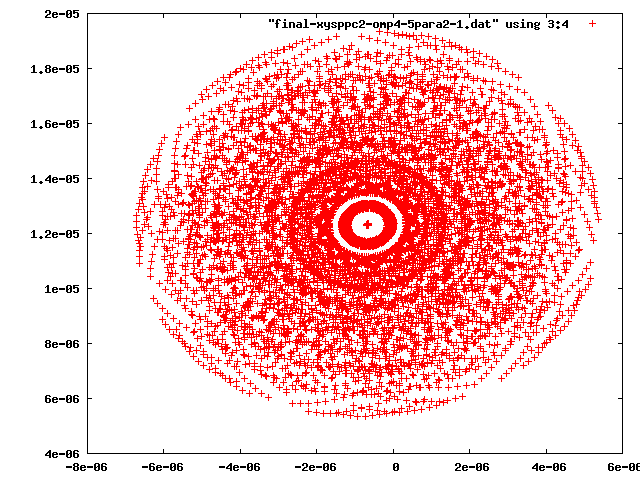 "final-xysppc2-omp4-5para2-1.dat" using 3:4
2e-05
1.8e-05
1.6e-05
1.4e-05
1.2e-05
1e-05
8e-06
6e-06
4e-06
-8e-06 -6e-06 -4e-06 -2e-06 0 2e-06 4e-06 6e-06